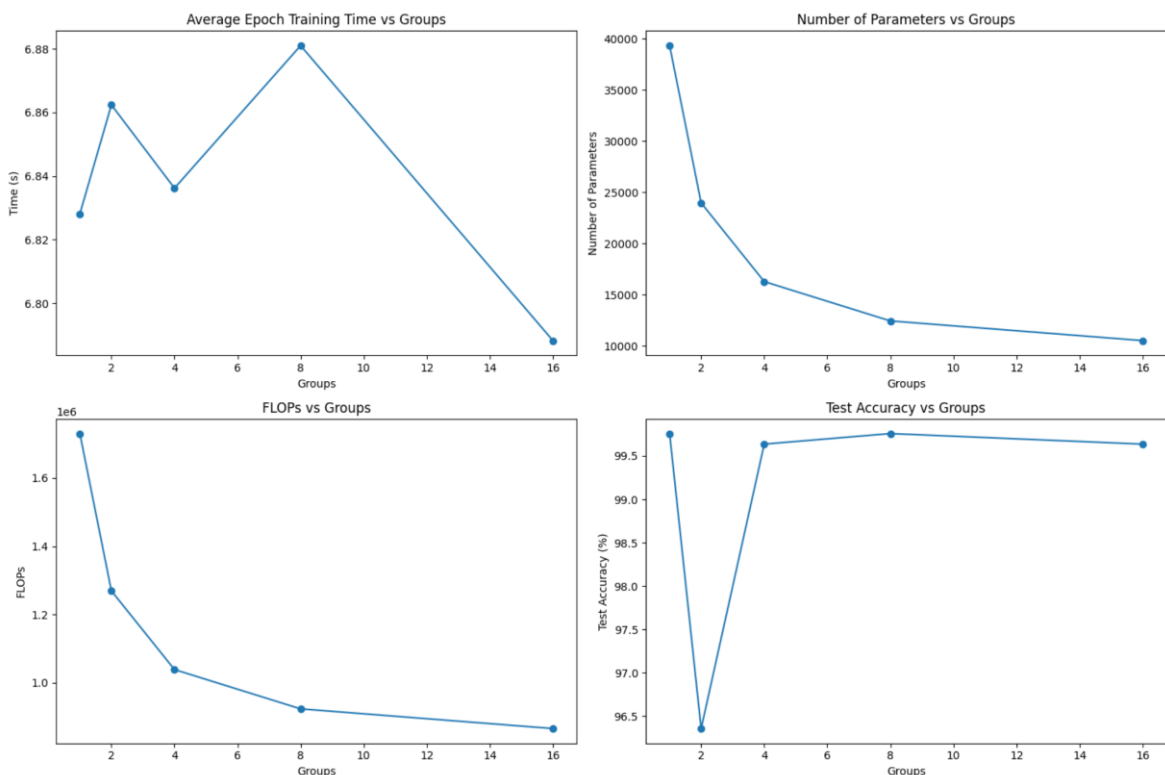 Average Epoch Training Time vs Groups
6.88
6.86
6.84
6.82
6.80
Time (s)
2 4 6 8 10 12 14 16
Groups
Number of Parameters vs Groups
40000
35000
30000
25000
20000
15000
10000
Number of Parameters
2 4 6 8 10 12 14 16
Groups
FLOPs vs Groups
1e6
1.6
1.4
1.2
1.0
FLOPs
2 4 6 8 10 12 14 16
Groups
Test Accuracy vs Groups
99.5
99.0
98.5
98.0
97.5
97.0
96.5
Test Accuracy (%)
2 4 6 8 10 12 14 16
Groups